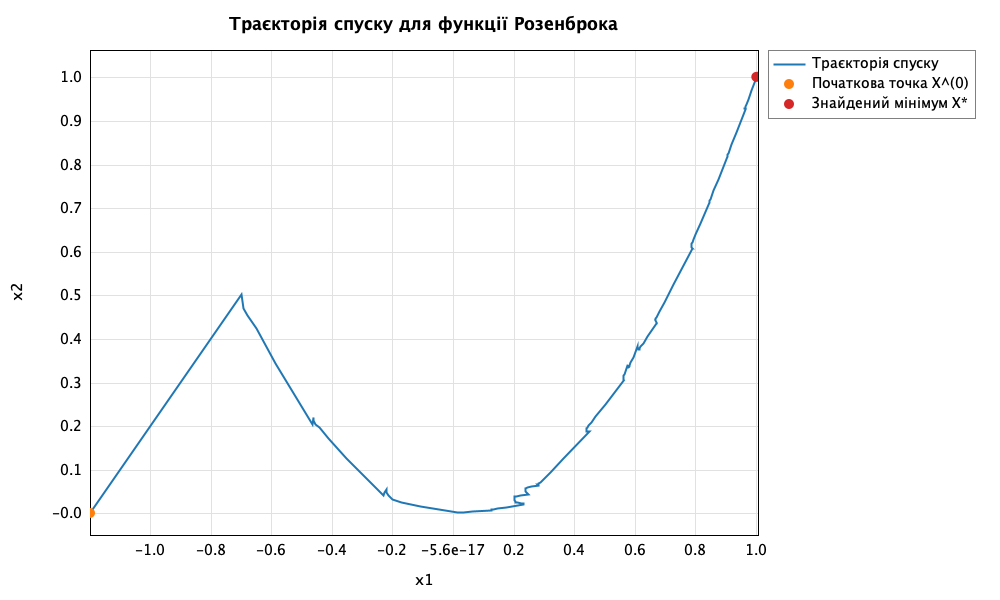 Траєкторія спуску для функції Розенброка
Траєкторія спуску
Початкова точка X^(0)
Знайдений мінімум X*
1.0
0.9
0.8
0.7
0.6
0.5
0.4
0.3
0.2
0.1
−0.0
x2
−1.0 −0.8 −0.6 −0.4 −0.2 −5.6e−17 0.2 0.4 0.6 0.8 1.0
x1